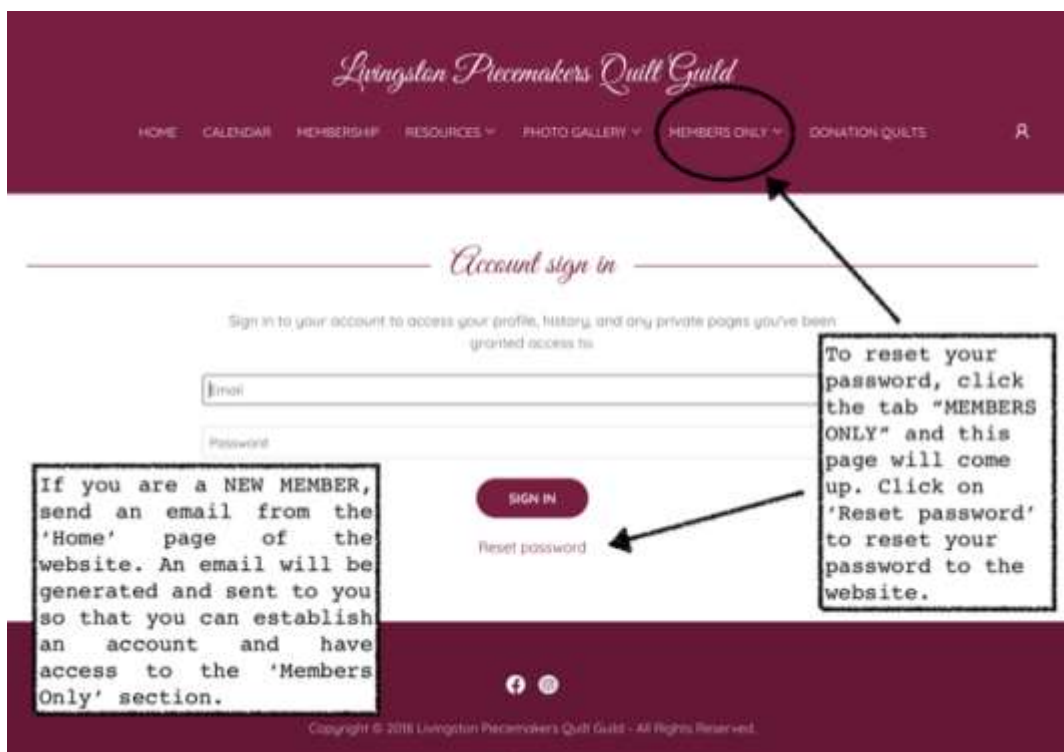 Livingston Piecemakers Quilt Guild
HOME CALENDAR MEMBERSHIP RESOURCES PHOTO GALLERY MEMBERS ONLY DONATION QUILTS
Account sign in
Sign in to your account to access your profile, history, and any private pages you've been
granted access to.
Email
Password
SIGN IN
Reset password
To reset your
password, click
the tab "MEMBERS
ONLY" and this
page will come
up. Click on
'Reset password'
to reset your
password to the
website.
If you are a NEW MEMBER,
send an email from the
'Home' page of the
website. An email will be
generated and sent to you
so that you can establish
an account and have
access to the 'Members
Only' section.
Copyright © 2018 Livingston Piecemakers Quilt Guild - All Rights Reserved.